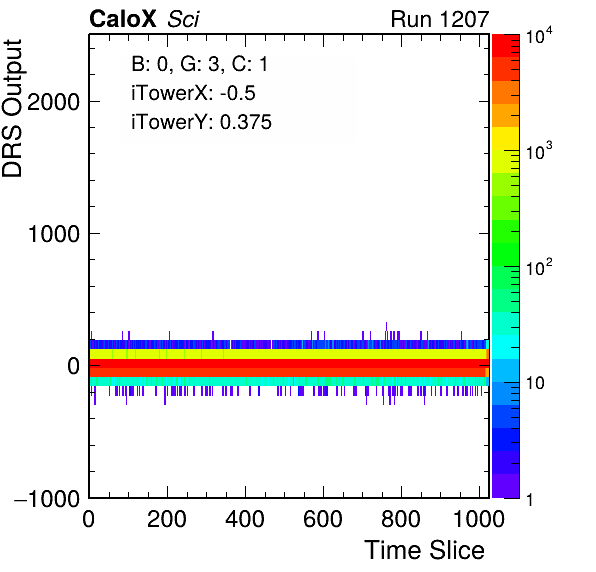 CaloX Sci Run 1207
B: 0, G: 3, C: 1
iTowerX: -0.5
iTowerY: 0.375
DRS Output
2000
1000
0
−1000
0 200 400 600 800 1000
Time Slice
10^4
10^3
10^2
10
1